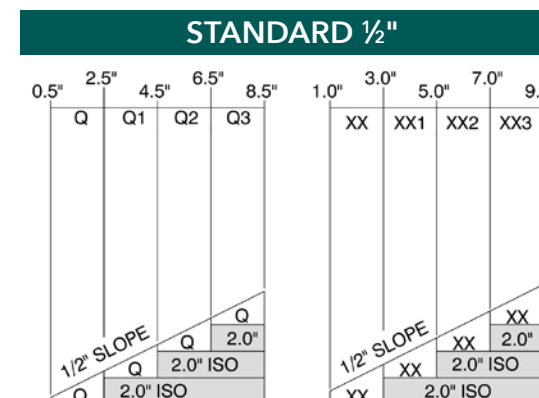 STANDARD ½"
0.5" 2.5" 4.5" 6.5" 8.5"
Q Q1 Q2 Q3
1/2" SLOPE
Q
2.0"
Q
2.0" ISO
Q
2.0" ISO
Q
1.0" 3.0" 5.0" 7.0" 9.
XX XX1 XX2 XX3
1/2" SLOPE
XX
2.0"
XX
2.0" ISO
XX
2.0" ISO
XX